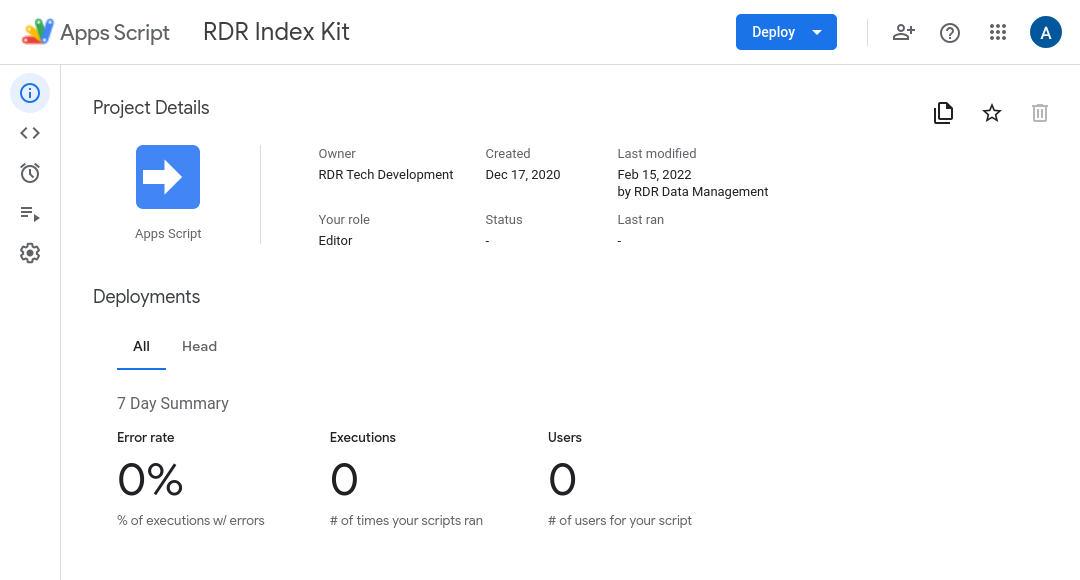 Apps Script
RDR Index Kit
Deploy
A
Project Details
Apps Script
Owner
RDR Tech Development
Created
Dec 17, 2020
Last modified
Feb 15, 2022
by RDR Data Management
Your role
Editor
Status
-
Last ran
-
Deployments
All
Head
7 Day Summary
Error rate
0%
% of executions w/ errors
Executions
0
# of times your scripts ran
Users
0
# of users for your script